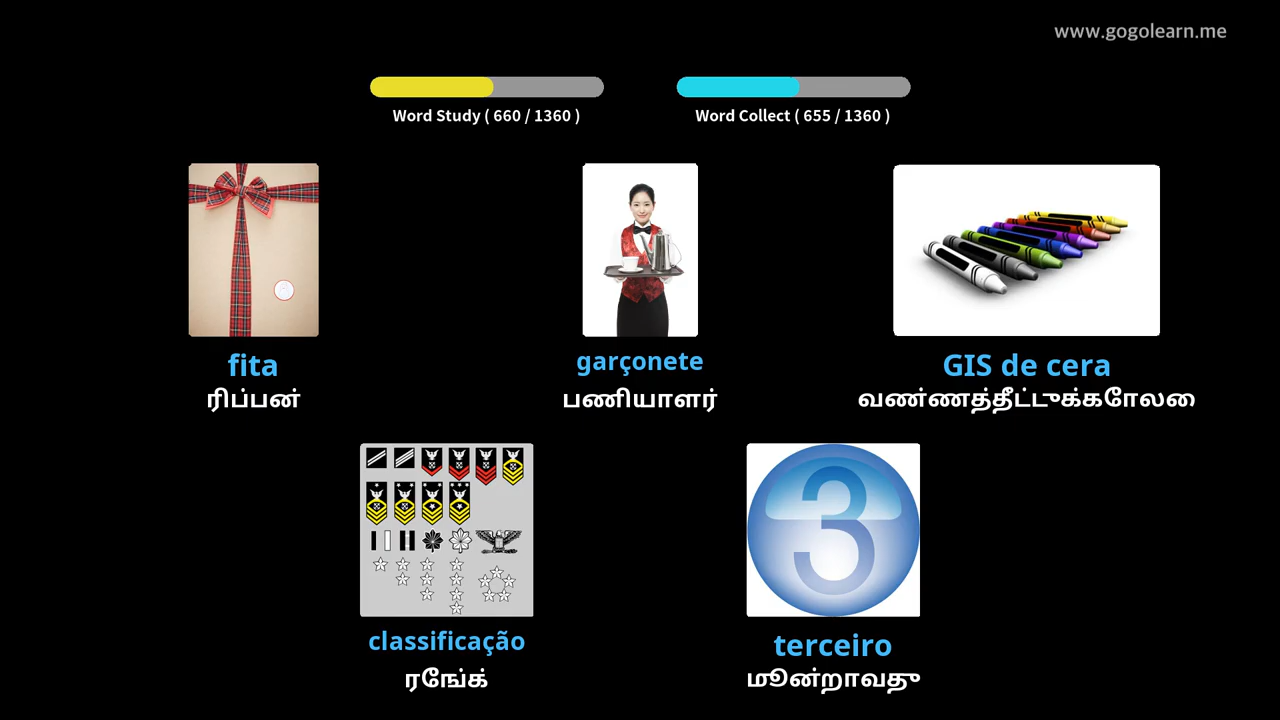 www.gogolearn.me
Word Study ( 660 / 1360 )
Word Collect ( 655 / 1360 )
fita
ரிப்பன்
garçonete
பணியாளர்
GIS de cera
வண்ணத்தீட்டுக்கோலை
classificação
ரேங்க்
3
terceiro
மூன்றாவது